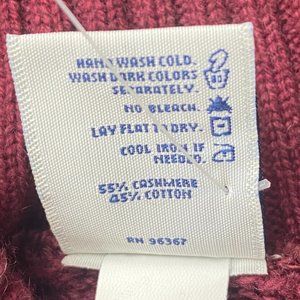 HAND WASH COLD.
WASH DARK COLORS
SEPARATELY.
NO BLEACH.
LAY FLAT TO DRY.
COOL IRON IF
NEEDED.
55% CASHMERE
45% COTTON
RN 96367